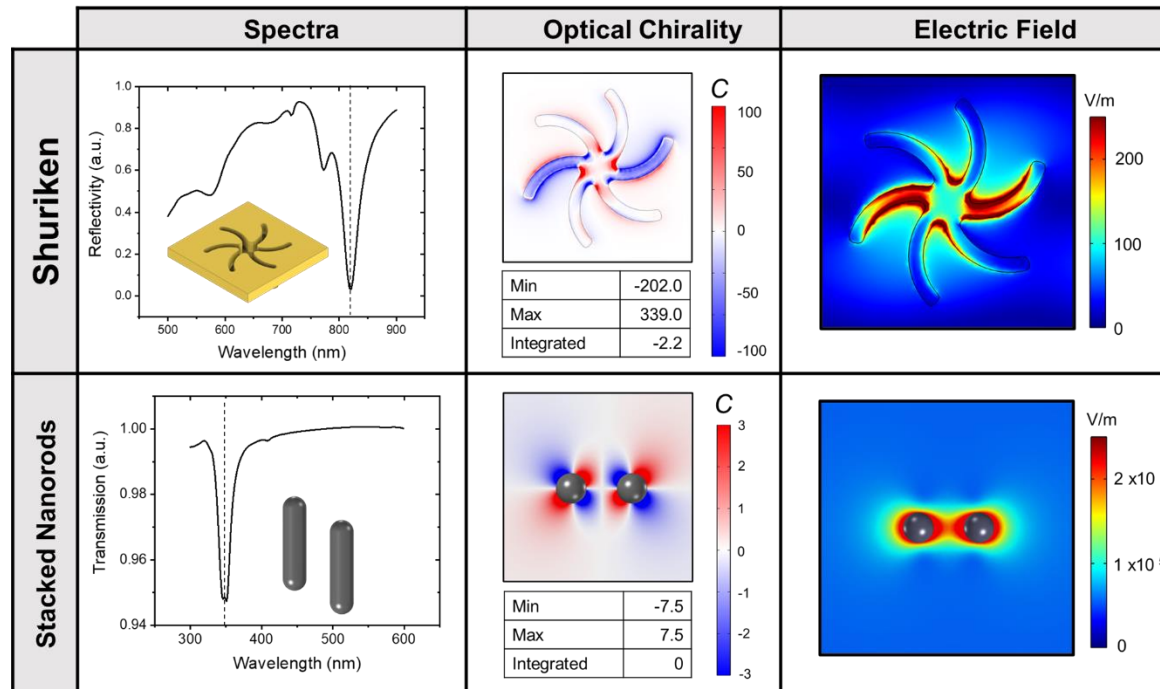 Spectra
Optical Chirality
Electric Field
Shuriken
Reflectivity (a.u.)
1.0
0.8
0.6
0.4
0.2
0.0
500
600
700
800
900
Wavelength (nm)
C
100
50
0
-50
-100
Min -202.0
Max 339.0
Integrated -2.2
V/m
200
100
0
Stacked Nanorods
Transmission (a.u.)
1.00
0.98
0.96
0.94
300
400
500
600
Wavelength (nm)
C
3
2
1
0
-1
-2
-3
Min -7.5
Max 7.5
Integrated 0
V/m
2 x10
1 x10
0